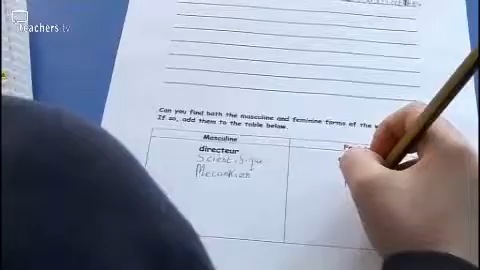 Teachers tv
Can you find both the masculine and feminine forms of the
If so, add them to the table below.
Masculine
directeur
Scientifique
Mecanicien